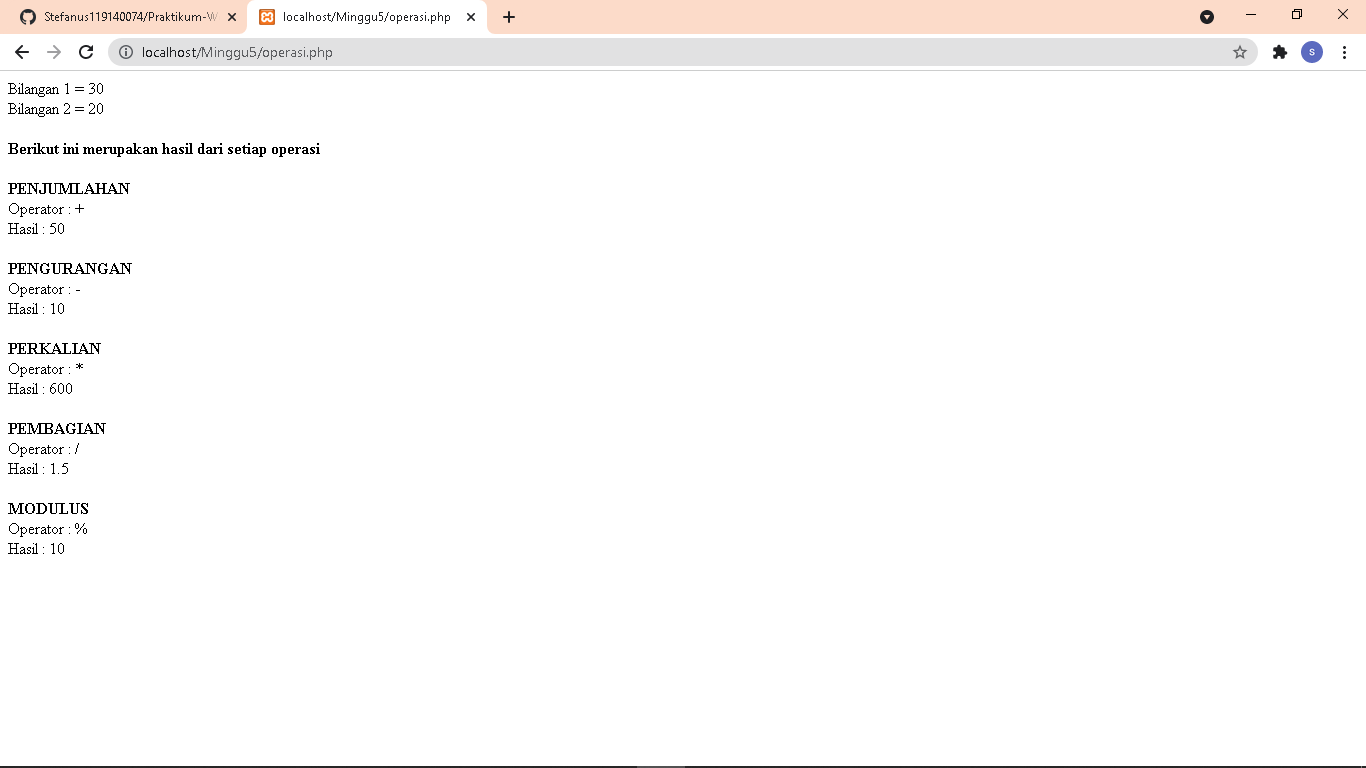 Stefanus119140074/Praktikum-W
localhost/Minggu5/operasi.php
localhost/Minggu5/operasi.php
S
Bilangan 1 = 30
Bilangan 2 = 20
Berikut ini merupakan hasil dari setiap operasi
PENJUMLAHAN
Operator : +
Hasil : 50
PENGURANGAN
Operator : -
Hasil : 10
PERKALIAN
Operator : *
Hasil : 600
PEMBAGIAN
Operator : /
Hasil : 1.5
MODULUS
Operator : %
Hasil : 10